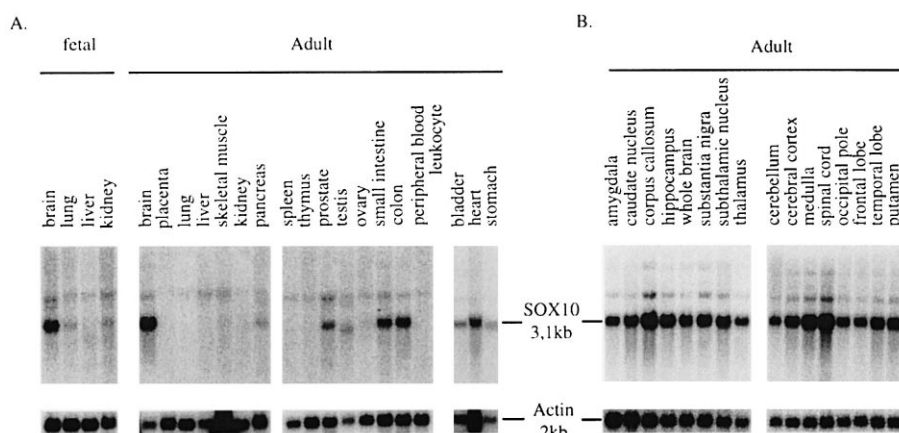 A.
fetal
Adult
brain
lung
liver
kidney
brain
placenta
lung
liver
skeletal muscle
kidney
pancreas
spleen
thymus
prostate
testis
ovary
small intestine
colon
peripheral blood
leukocyte
bladder
heart
stomach
SOX10
3,1kb
Actin
2kb
B.
Adult
amygdala
caudate nucleus
corpus callosum
hippocampus
whole brain
substantia nigra
subthalamic nucleus
thalamus
cerebellum
cerebral cortex
medulla
spinal cord
occipital pole
frontal lobe
temporal lobe
putamen